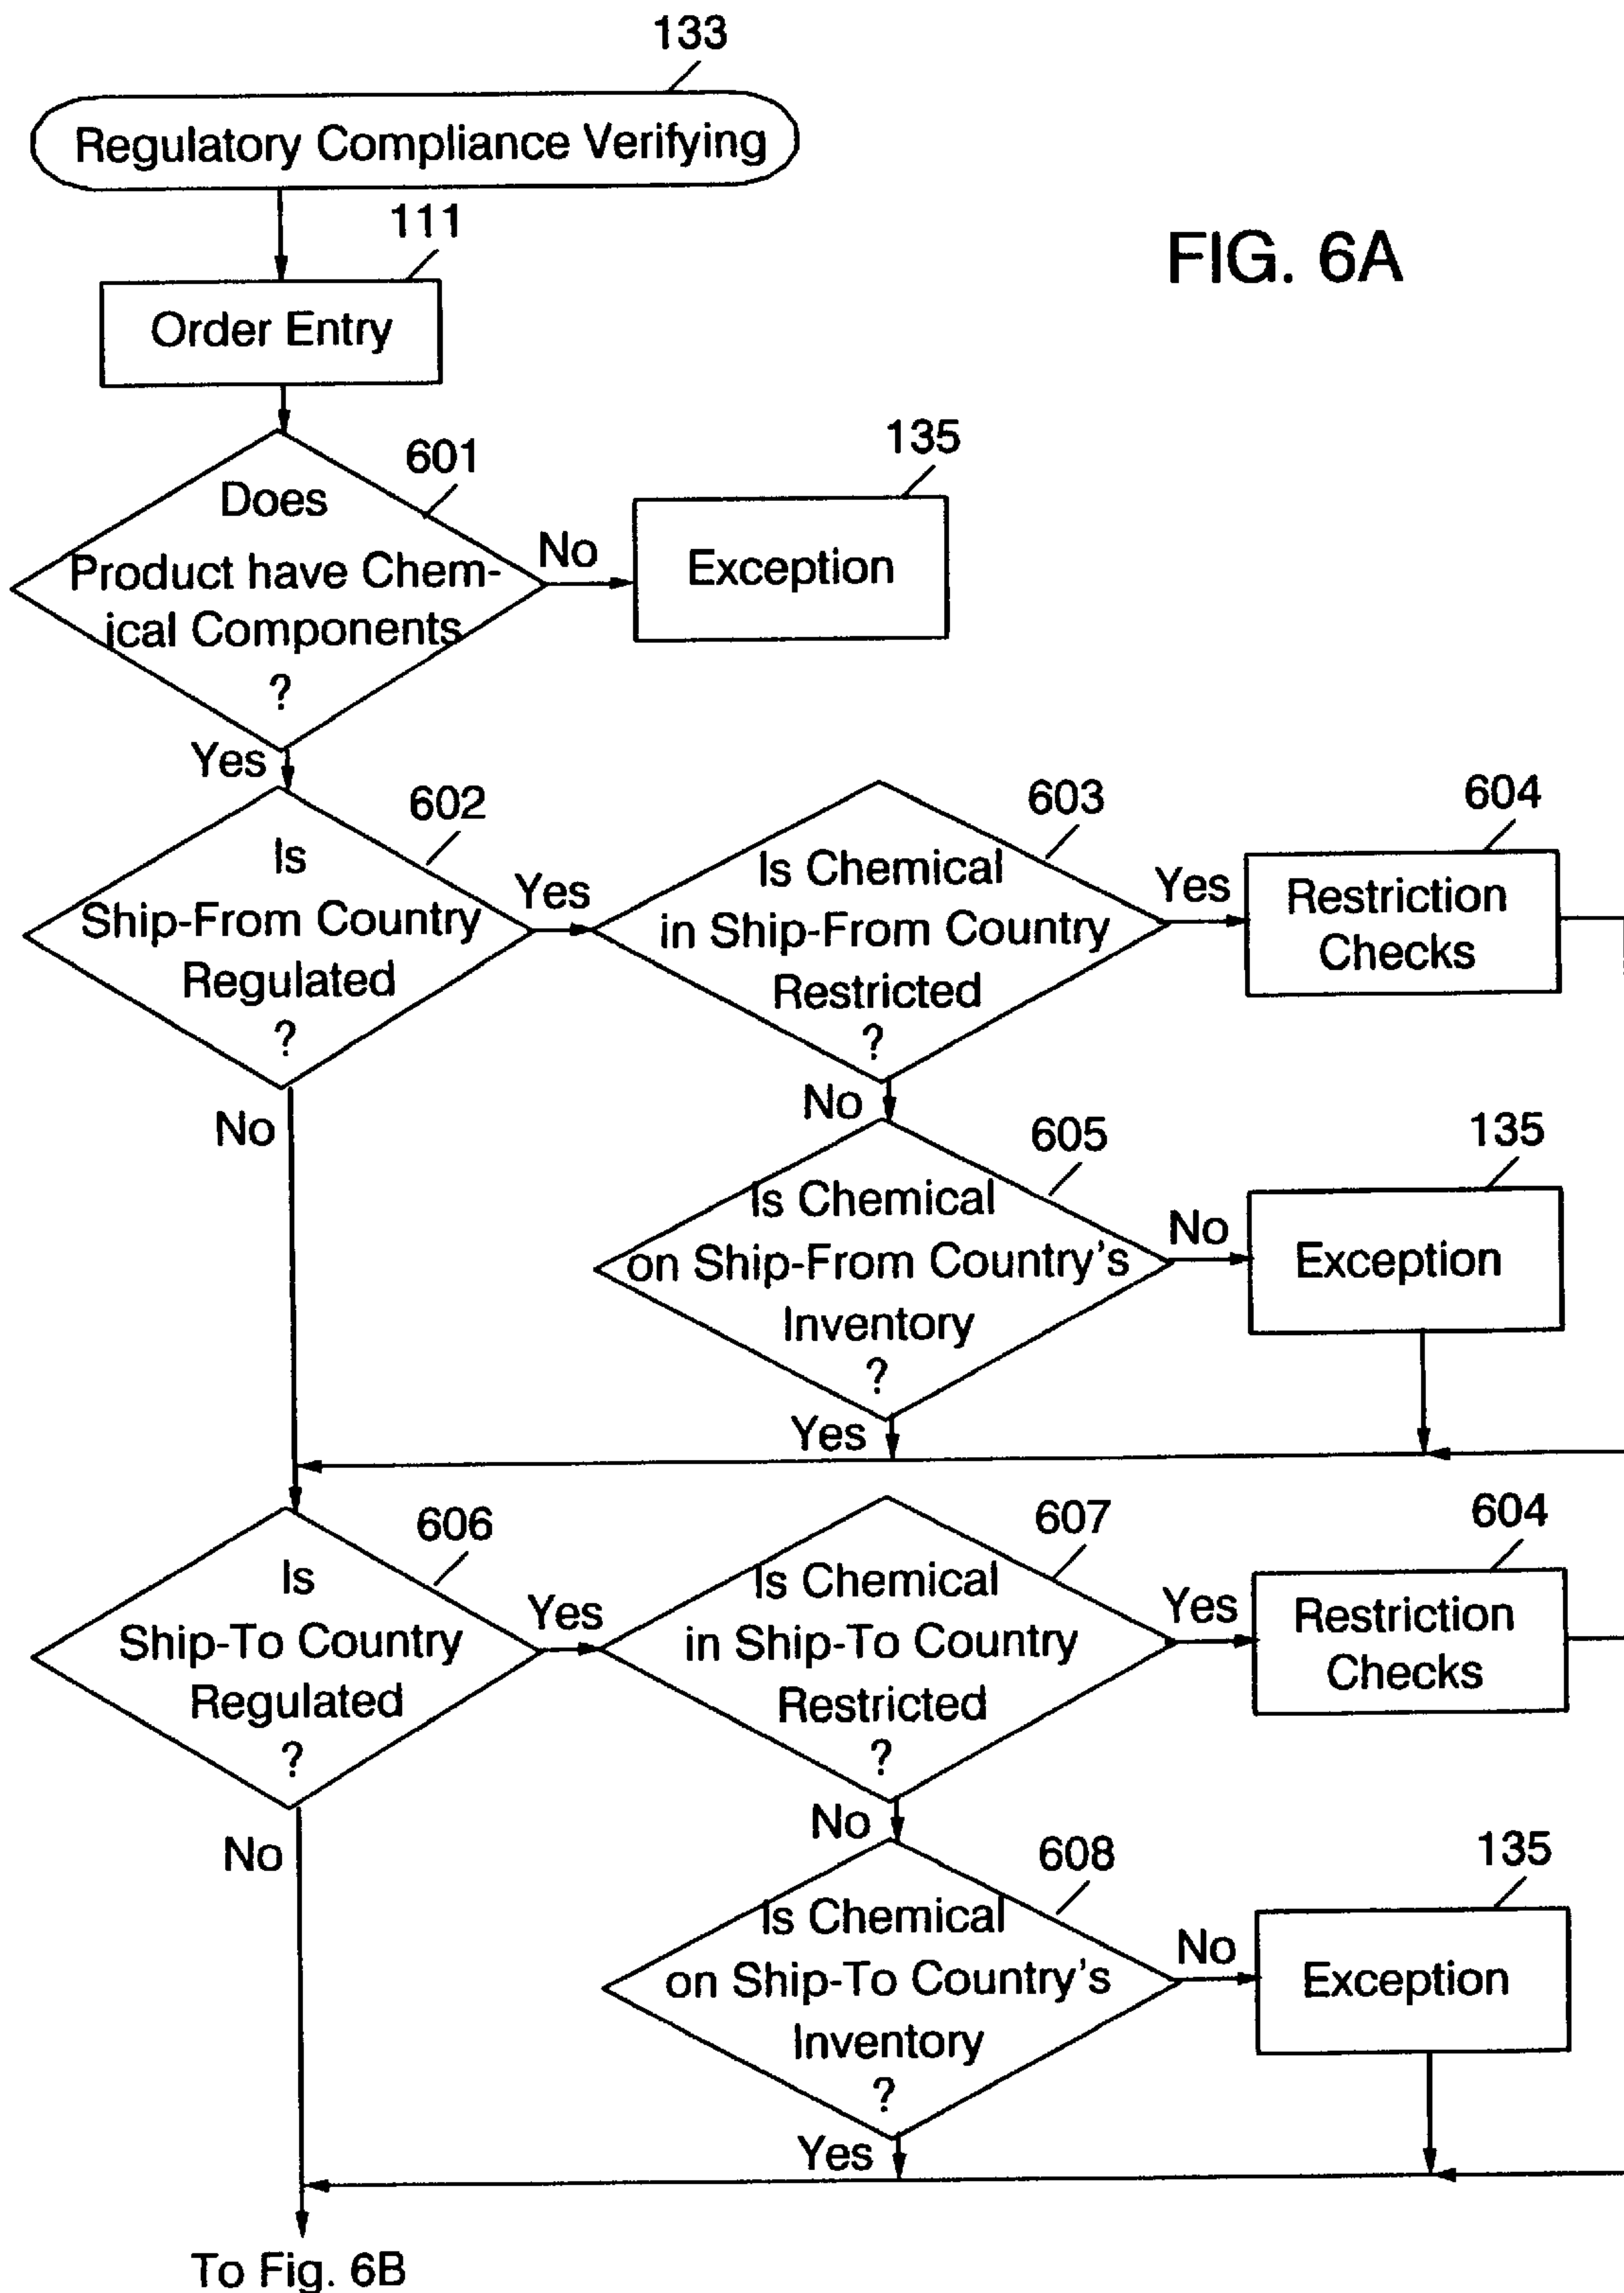 133
Regulatory Compliance Verifying
111
FIG. 6A
Order Entry
601
135
Does
Product have Chem-
ical Components
?
No
Exception
Yes
602
603
604
Is
Ship-From Country
Regulated
?
Yes
Is Chemical
in Ship-From Country
Restricted
?
Yes
Restriction
Checks
No
No
605
135
Is Chemical
on Ship-From Country's
Inventory
?
No
Exception
Yes
606
607
604
Is
Ship-To Country
Regulated
?
Yes
Is Chemical
in Ship-To Country
Restricted
?
Yes
Restriction
Checks
No
No
608
135
Is Chemical
on Ship-To Country's
Inventory
?
No
Exception
Yes
To Fig. 6B